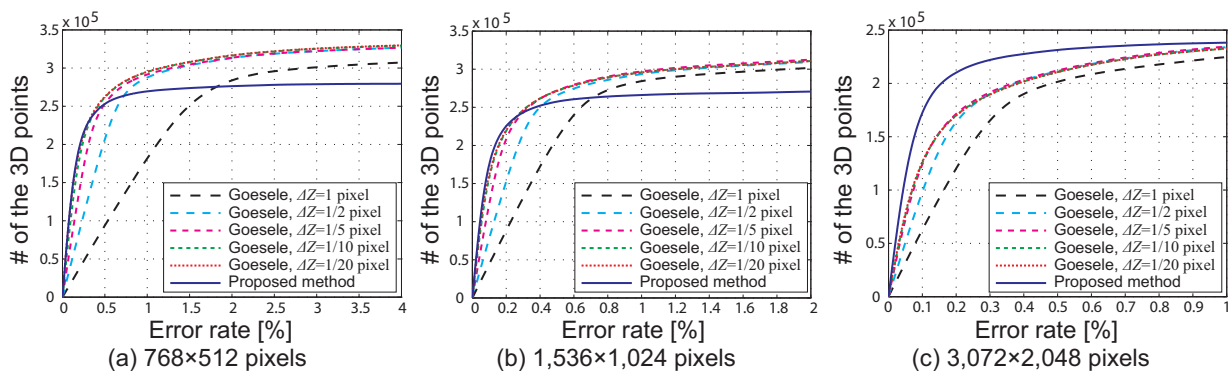 3.5 × 10⁵
3
2.5
2
1.5
1
0.5
0
# of the 3D points
0 0.5 1 1.5 2 2.5 3 3.5 4
Error rate [%]
Goesele, ΔZ=1 pixel
Goesele, ΔZ=1/2 pixel
Goesele, ΔZ=1/5 pixel
Goesele, ΔZ=1/10 pixel
Goesele, ΔZ=1/20 pixel
Proposed method
(a) 768×512 pixels
3.5 × 10⁵
3
2.5
2
1.5
1
0.5
0
# of the 3D points
0 0.2 0.4 0.6 0.8 1 1.2 1.4 1.6 1.8 2
Error rate [%]
Goesele, ΔZ=1 pixel
Goesele, ΔZ=1/2 pixel
Goesele, ΔZ=1/5 pixel
Goesele, ΔZ=1/10 pixel
Goesele, ΔZ=1/20 pixel
Proposed method
(b) 1,536×1,024 pixels
2.5 × 10⁵
2
1.5
1
0.5
0
# of the 3D points
0 0.1 0.2 0.3 0.4 0.5 0.6 0.7 0.8 0.9 1
Error rate [%]
Goesele, ΔZ=1 pixel
Goesele, ΔZ=1/2 pixel
Goesele, ΔZ=1/5 pixel
Goesele, ΔZ=1/10 pixel
Goesele, ΔZ=1/20 pixel
Proposed method
(c) 3,072×2,048 pixels